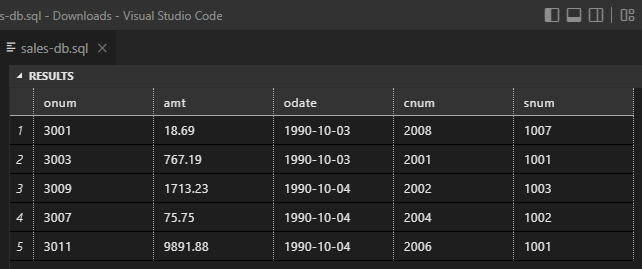 s-db.sql - Downloads - Visual Studio Code
sales-db.sql
RESULTS
onum amt odate cnum snum
1 3001 18.69 1990-10-03 2008 1007
2 3003 767.19 1990-10-03 2001 1001
3 3009 1713.23 1990-10-04 2002 1003
4 3007 75.75 1990-10-04 2004 1002
5 3011 9891.88 1990-10-04 2006 1001